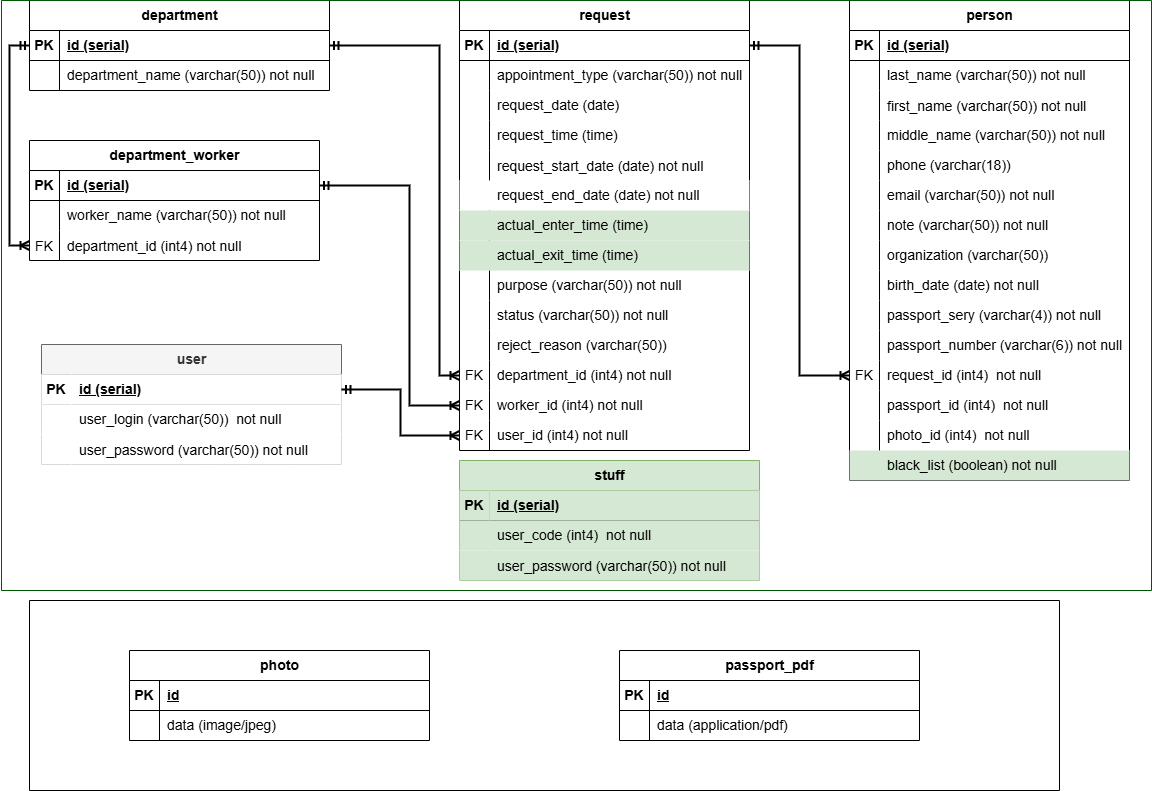 department
PK id (serial)
department_name (varchar(50)) not null
department_worker
PK id (serial)
worker_name (varchar(50)) not null
FK department_id (int4) not null
user
PK id (serial)
user_login (varchar(50))  not null
user_password (varchar(50)) not null
request
PK id (serial)
appointment_type (varchar(50)) not null
request_date (date)
request_time (time)
request_start_date (date) not null
request_end_date (date) not null
actual_enter_time (time)
actual_exit_time (time)
purpose (varchar(50)) not null
status (varchar(50)) not null
reject_reason (varchar(50))
FK department_id (int4) not null
FK worker_id (int4) not null
FK user_id (int4) not null
stuff
PK id (serial)
user_code (int4)  not null
user_password (varchar(50)) not null
person
PK id (serial)
last_name (varchar(50)) not null
first_name (varchar(50)) not null
middle_name (varchar(50)) not null
phone (varchar(18))
email (varchar(50)) not null
note (varchar(50)) not null
organization (varchar(50))
birth_date (date) not null
passport_sery (varchar(4)) not null
passport_number (varchar(6)) not null
FK request_id (int4)  not null
passport_id (int4)  not null
photo_id (int4)  not null
black_list (boolean) not null
photo
PK id
data (image/jpeg)
passport_pdf
PK id
data (application/pdf)